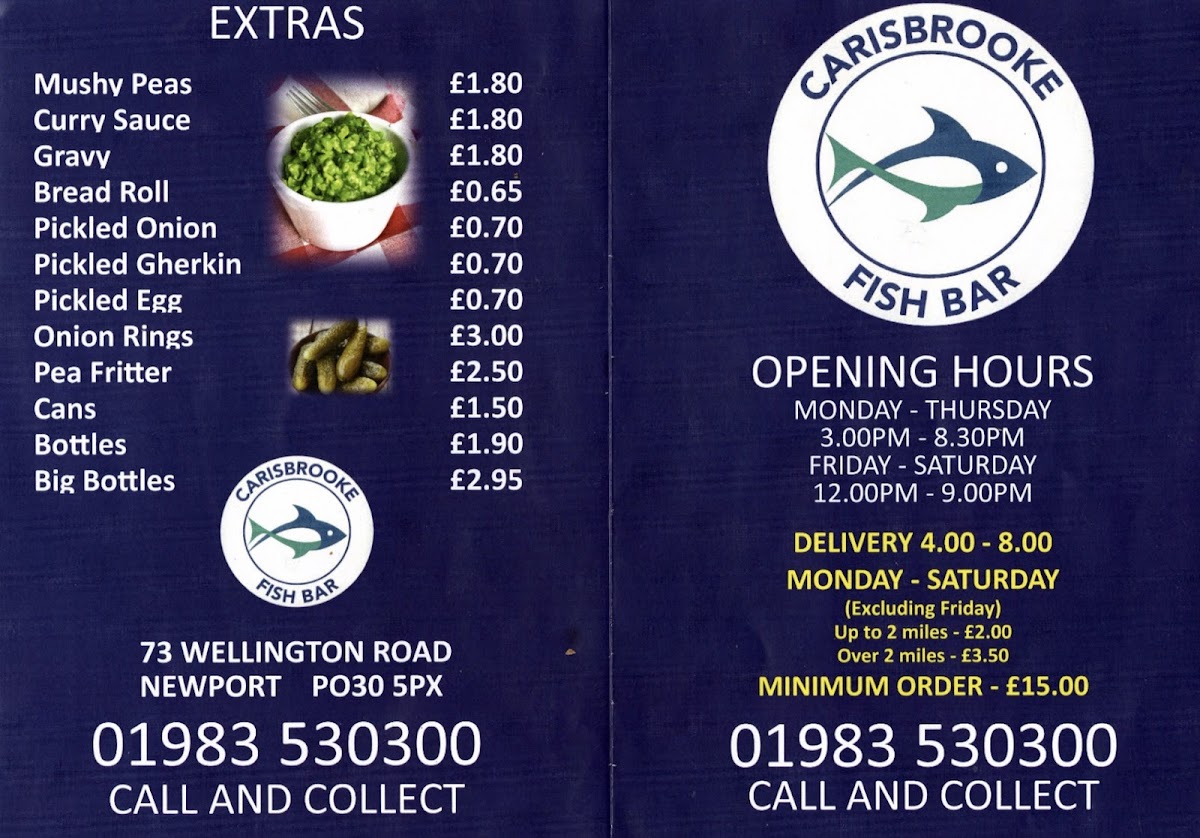 EXTRAS
Mushy Peas £1.80
Curry Sauce £1.80
Gravy £1.80
Bread Roll £0.65
Pickled Onion £0.70
Pickled Gherkin £0.70
Pickled Egg £0.70
Onion Rings £3.00
Pea Fritter £2.50
Cans £1.50
Bottles £1.90
Big Bottles £2.95
CARISBROOKE
FISH BAR
73 WELLINGTON ROAD
NEWPORT PO30 5PX
01983 530300
CALL AND COLLECT
CARISBROOKE
FISH BAR
OPENING HOURS
MONDAY - THURSDAY
3.00PM - 8.30PM
FRIDAY - SATURDAY
12.00PM - 9.00PM
DELIVERY 4.00 - 8.00
MONDAY - SATURDAY
(Excluding Friday)
Up to 2 miles - £2.00
Over 2 miles - £3.50
MINIMUM ORDER - £15.00
01983 530300
CALL AND COLLECT